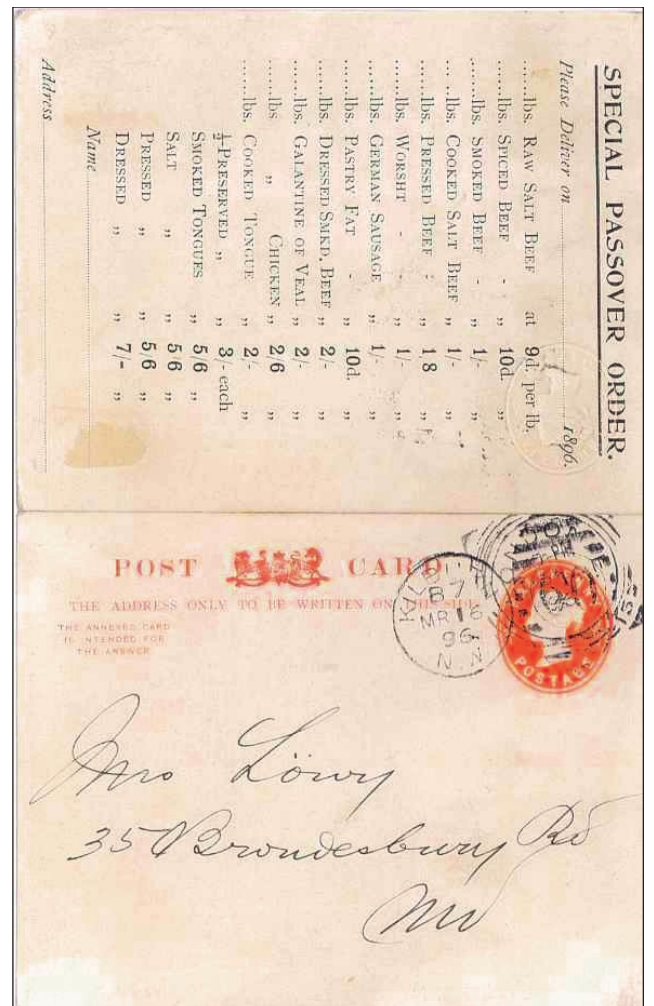 SPECIAL PASSOVER ORDER.
Please Deliver on ........ 1896.
......lbs. RAW SALT BEEF at 9d. per lb.
......lbs. SPICED BEEF - „ 10d. „
......lbs. SMOKED BEEF - „ 1/- „
......lbs. COOKED SALT BEEF „ 1/- „
......lbs. PRESSED BEEF - „ 1 8 „
......lbs. WORSHT - - „ 1/- „
......lbs. GERMAN SAUSAGE „ 1/- „
......lbs. PASTRY FAT - „ 10d. „
......lbs. DRESSED SMKD. BEEF „ 2/- „
......lbs. GALANTINE OF VEAL „ 2/- „
......lbs „ CHICKEN „ 2/6 „
......lbs. COOKED TONGUE „ 2/- „
PRESERVED „ „ 3/- each
SMOKED TONGUES „ 5/6 „
SALT „ „ 5/6 „
PRESSED „ „ 5/6 „
DRESSED „ „ 7/- „
Name
Address
POST CARD
THE ADDRESS ONLY TO BE WRITTEN ON THIS SIDE
THE ANNEXED CARD
IS INTENDED FOR
THE ANSWER
KILBURN
B 7
MR 16
96
N.W
POSTAGE
Mrs Löwy
35 Brondesbury Rd
NW